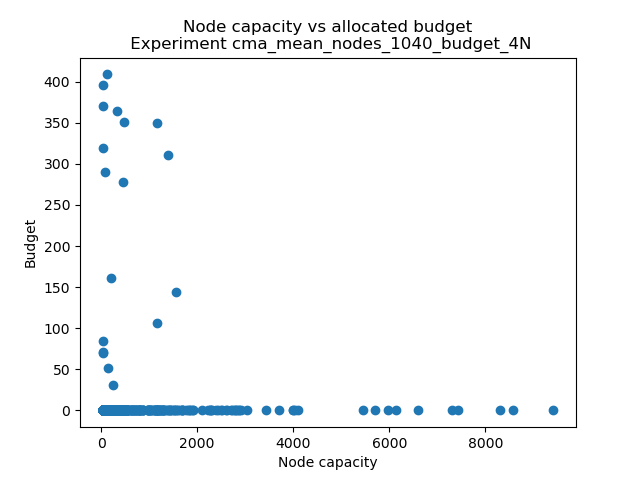 Node capacity vs allocated budget
Experiment cma_mean_nodes_1040_budget_4N
400
350
300
250
200
150
100
50
0
Budget
0 2000 4000 6000 8000
Node capacity